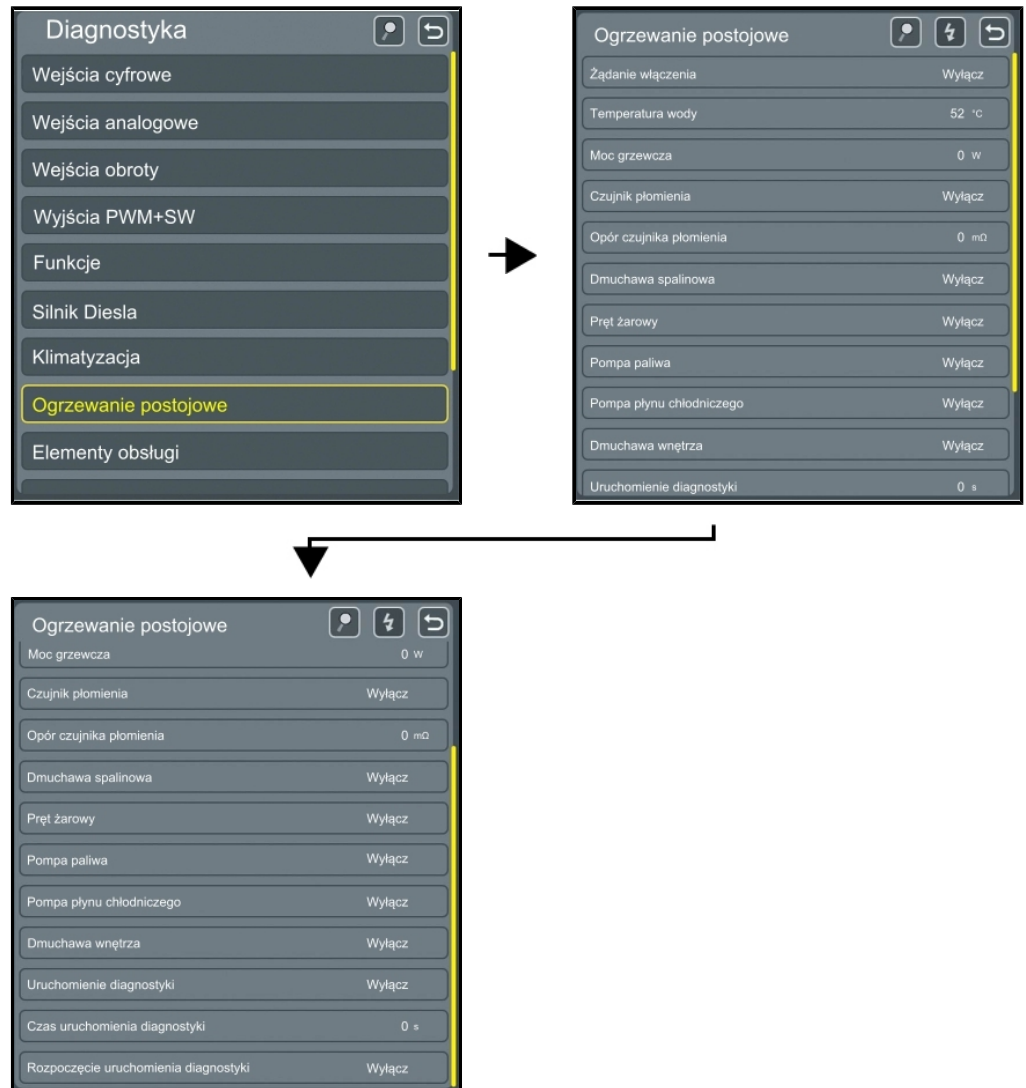 Diagnostyka
Wejścia cyfrowe
Wejścia analogowe
Wejścia obroty
Wyjścia PWM+SW
Funkcje
Silnik Diesla
Klimatyzacja
Ogrzewanie postojowe
Elementy obsługi
Ogrzewanie postojowe
Żądanie włączenia Wyłącz
Temperatura wody 52 °C
Moc grzewcza 0 W
Czujnik płomienia Wyłącz
Opór czujnika płomienia 0 mΩ
Dmuchawa spalinowa Wyłącz
Pręt żarowy Wyłącz
Pompa paliwa Wyłącz
Pompa płynu chłodniczego Wyłącz
Dmuchawa wnętrza Wyłącz
Uruchomienie diagnostyki 0 s
Ogrzewanie postojowe
Moc grzewcza 0 W
Czujnik płomienia Wyłącz
Opór czujnika płomienia 0 mΩ
Dmuchawa spalinowa Wyłącz
Pręt żarowy Wyłącz
Pompa paliwa Wyłącz
Pompa płynu chłodniczego Wyłącz
Dmuchawa wnętrza Wyłącz
Uruchomienie diagnostyki Wyłącz
Czas uruchomienia diagnostyki 0 s
Rozpoczęcie uruchomienia diagnostyki Wyłącz